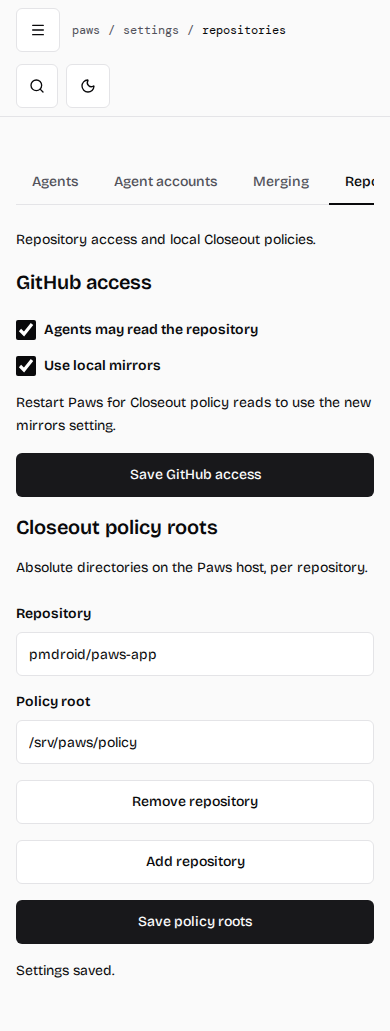 paws / settings / repositories
Agents Agent accounts Merging Repo
Repository access and local Closeout policies.
GitHub access
Agents may read the repository
Use local mirrors
Restart Paws for Closeout policy reads to use the new
mirrors setting.
Save GitHub access
Closeout policy roots
Absolute directories on the Paws host, per repository.
Repository
pmdroid/paws-app
Policy root
/srv/paws/policy
Remove repository
Add repository
Save policy roots
Settings saved.